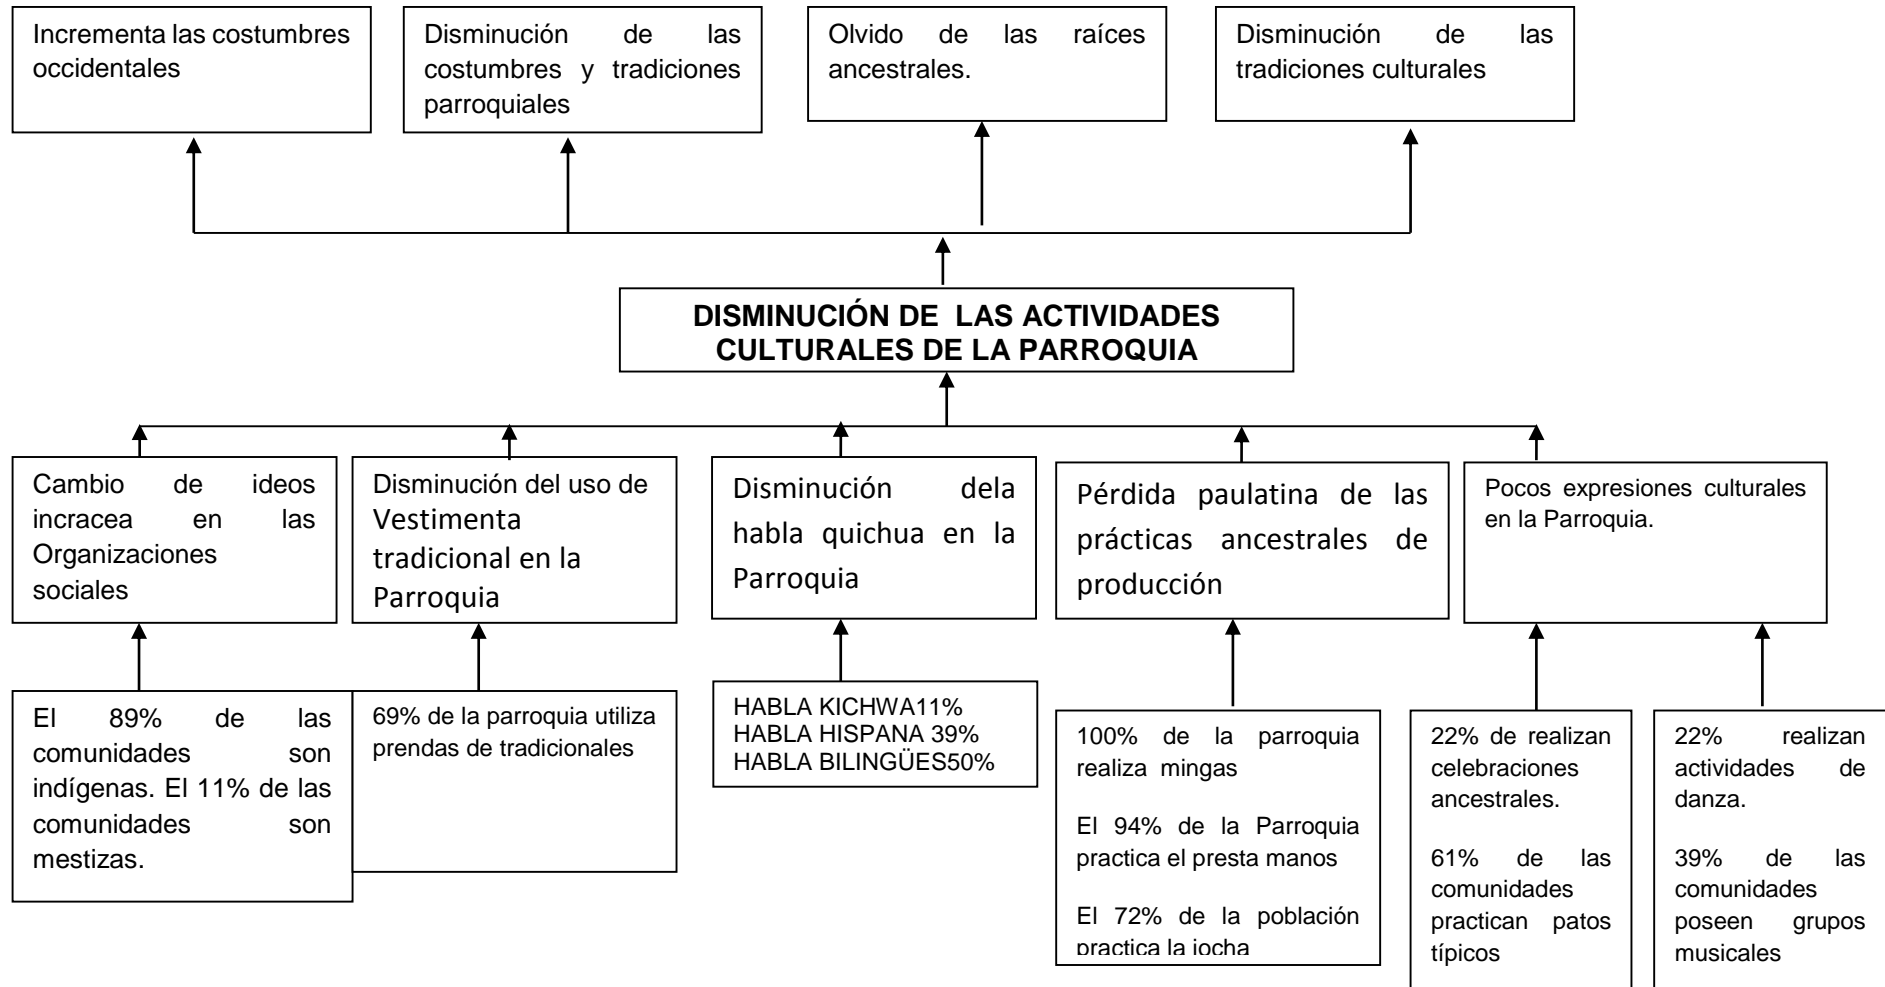 Incrementa las costumbres
occidentales
Disminución de las
costumbres y tradiciones
parroquiales
Olvido de las raíces
ancestrales.
Disminución de las
tradiciones culturales
DISMINUCIÓN DE LAS ACTIVIDADES
CULTURALES DE LA PARROQUIA
Cambio de ideos
incracea en las
Organizaciones
sociales
Disminución del uso de
Vestimenta
tradicional en la
Parroquia
Disminución dela
habla quichua en la
Parroquia
Pérdida paulatina de las
prácticas ancestrales de
producción
Pocos expresiones culturales
en la Parroquia.
El 89% de las
comunidades son
indígenas. El 11% de las
comunidades son
mestizas.
69% de la parroquia utiliza
prendas de tradicionales
HABLA KICHWA11%
HABLA HISPANA 39%
HABLA BILINGÜES50%
100% de la parroquia
realiza mingas
El 94% de la Parroquia
practica el presta manos
El 72% de la población
practica la jocha
22% de realizan
celebraciones
ancestrales.
61% de las
comunidades
practican patos
típicos
22% realizan
actividades de
danza.
39% de las
comunidades
poseen grupos
musicales